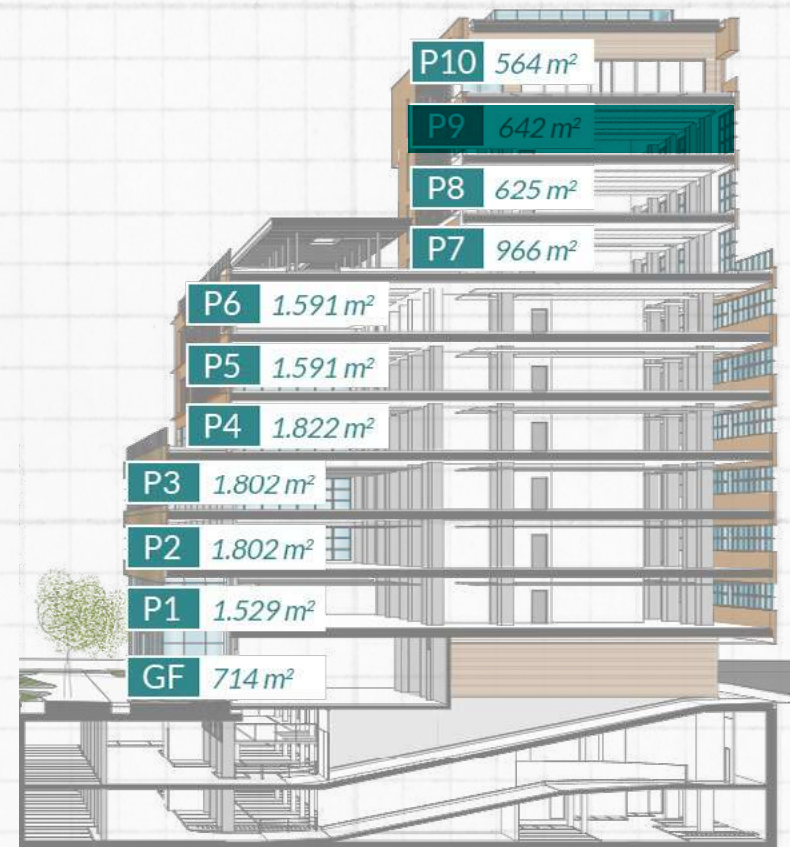 P10 564 m²
P9 642 m²
P8 625 m²
P7 966 m²
P6 1.591 m²
P5 1.591 m²
P4 1.822 m²
P3 1.802 m²
P2 1.802 m²
P1 1.529 m²
GF 714 m²